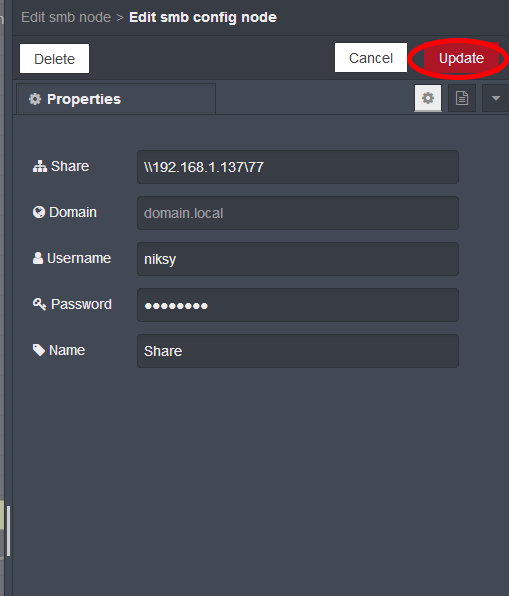 Edit smb node > Edit smb config node
Delete Cancel Update
Properties
Share \\192.168.1.137\77
Domain domain.local
Username niksy
Password ●●●●●●●●
Name Share